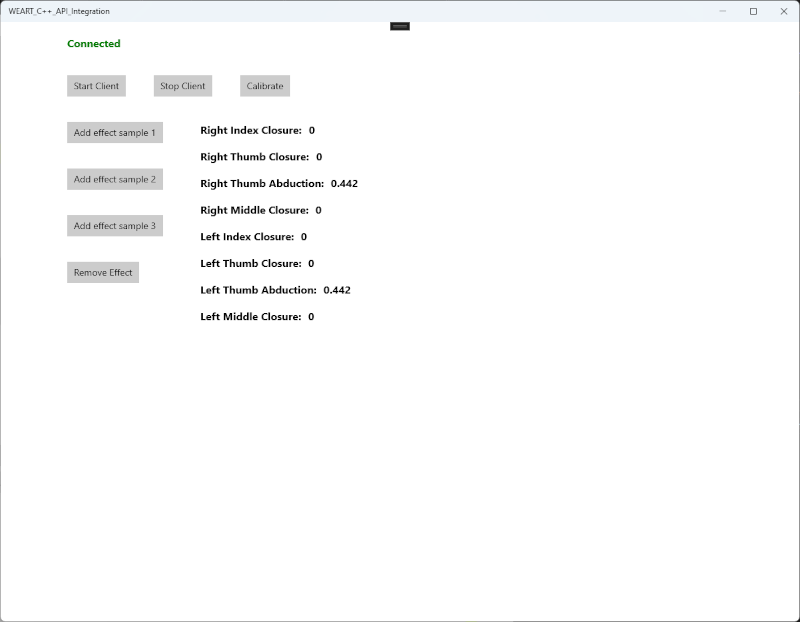 WEART_C++_API_Integration
Connected
Start Client Stop Client Calibrate
Add effect sample 1
Add effect sample 2
Add effect sample 3
Remove Effect
Right Index Closure: 0
Right Thumb Closure: 0
Right Thumb Abduction: 0.442
Right Middle Closure: 0
Left Index Closure: 0
Left Thumb Closure: 0
Left Thumb Abduction: 0.442
Left Middle Closure: 0